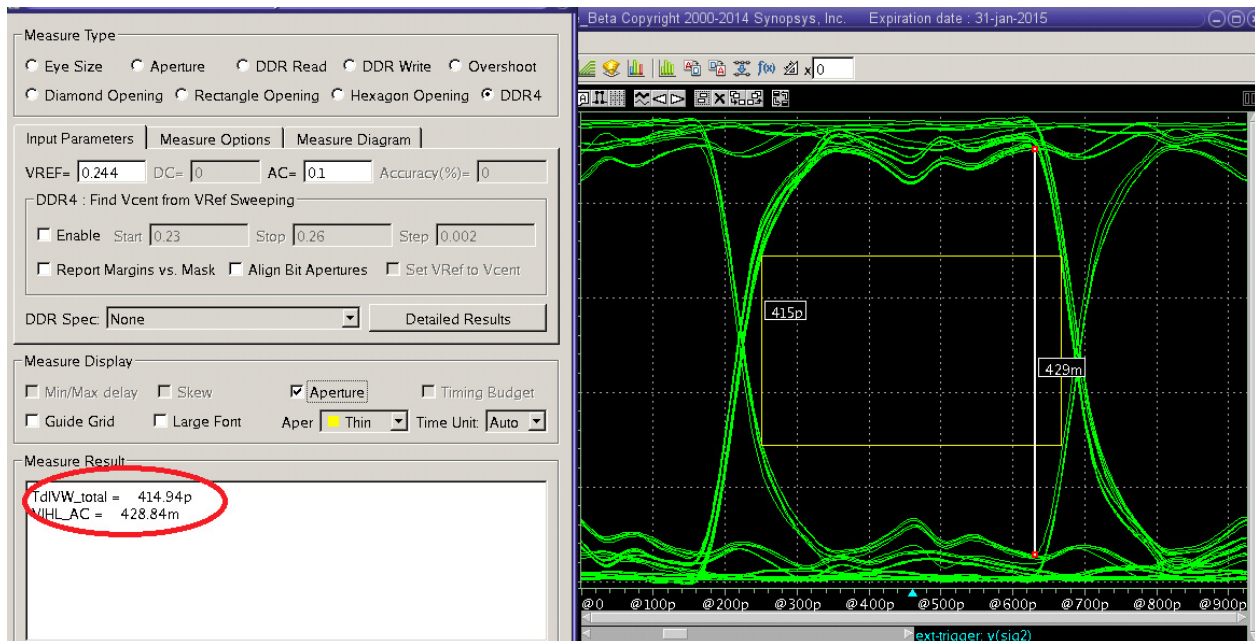 _Beta Copyright 2000-2014 Synopsys, Inc. Expiration date : 31-jan-2015
Measure Type
Eye Size Aperture DDR Read DDR Write Overshoot
Diamond Opening Rectangle Opening Hexagon Opening DDR4
Input Parameters Measure Options Measure Diagram
VREF= 0.244 DC= 0 AC= 0.1 Accuracy(%)= 0
DDR4 : Find Vcent from VRef Sweeping
Enable Start 0.23 Stop 0.26 Step 0.002
Report Margins vs. Mask Align Bit Apertures Set VRef to Vcent
DDR Spec: None Detailed Results
Measure Display
Min/Max delay Skew Aperture Timing Budget
Guide Grid Large Font Aper Thin Time Unit: Auto
Measure Result
TdIVW_total = 414.94p
VIHL_AC = 428.84m
f(x) x 0
415p
429m
@0 @100p @200p @300p @400p @500p @600p @700p @800p @900p
ext-trigger: v(sig2)